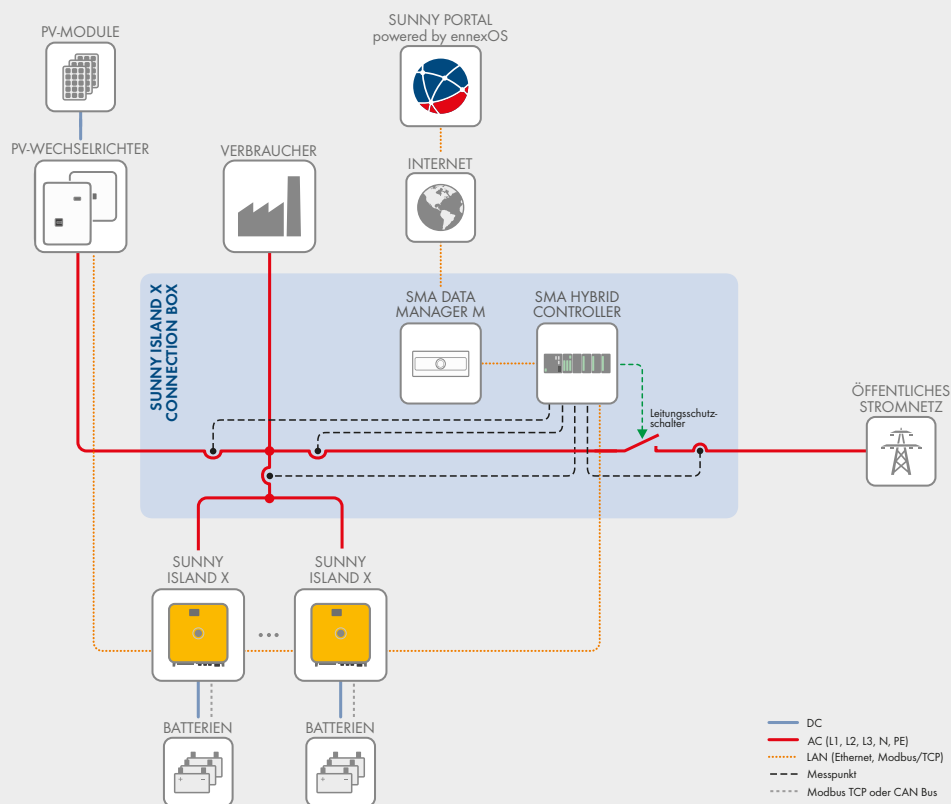 SUNNY PORTAL
powered by ennexOS
PV-MODULE
PV-WECHSELRICHTER
VERBRAUCHER
INTERNET
SUNNY ISLAND X
CONNECTION BOX
SMA DATA
MANAGER M
SMA HYBRID
CONTROLLER
Leitungsschutz-
schalter
ÖFFENTLICHES
STROMNETZ
SUNNY
ISLAND X
SUNNY
ISLAND X
BATTERIEN
BATTERIEN
DC
AC (L1, L2, L3, N, PE)
LAN (Ethernet, Modbus/TCP)
Messpunkt
Modbus TCP oder CAN Bus